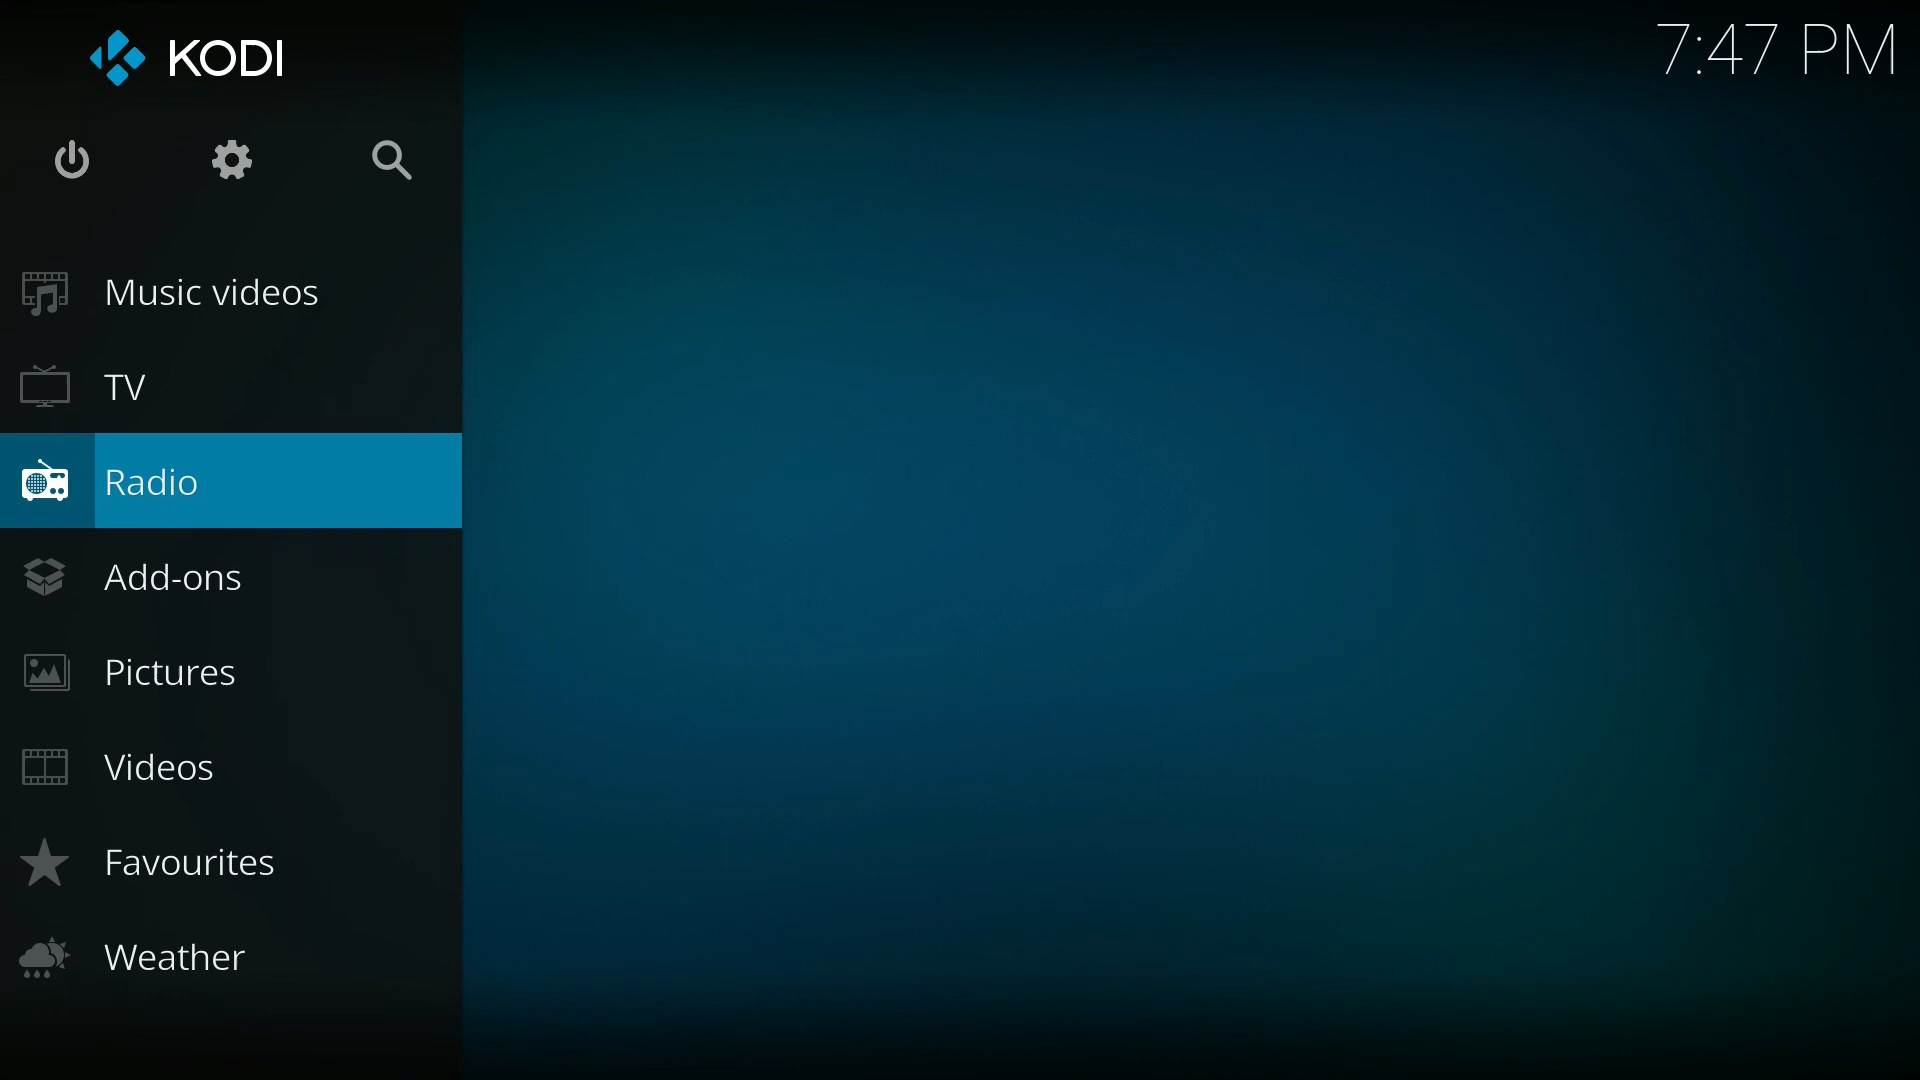 KODI
7:47 PM
Music videos
TV
Radio
Add-ons
Pictures
Videos
Favourites
Weather